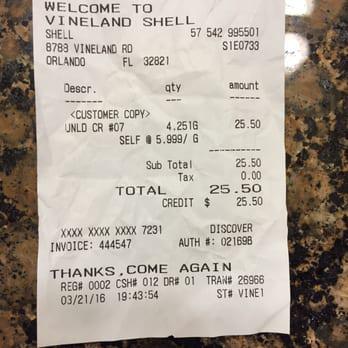 WELCOME TO
VINELAND SHELL
SHELL 57 542 995501
8788 VINELAND RD S1E0733
ORLANDO FL 32821
Descr. qty amount
------ --- ------
<CUSTOMER COPY>
UNLD CR #07 4.251G 25.50
SELF @ 5.999/ G
------
Sub Total 25.50
Tax 0.00
TOTAL 25.50
CREDIT $ 25.50
XXXX XXXX XXXX 7231 DISCOVER
INVOICE: 444547 AUTH #: 02169B
THANKS,COME AGAIN
REG# 0002 CSH# 012 DR# 01 TRAN# 26966
03/21/16 19:43:54 ST# VINE1